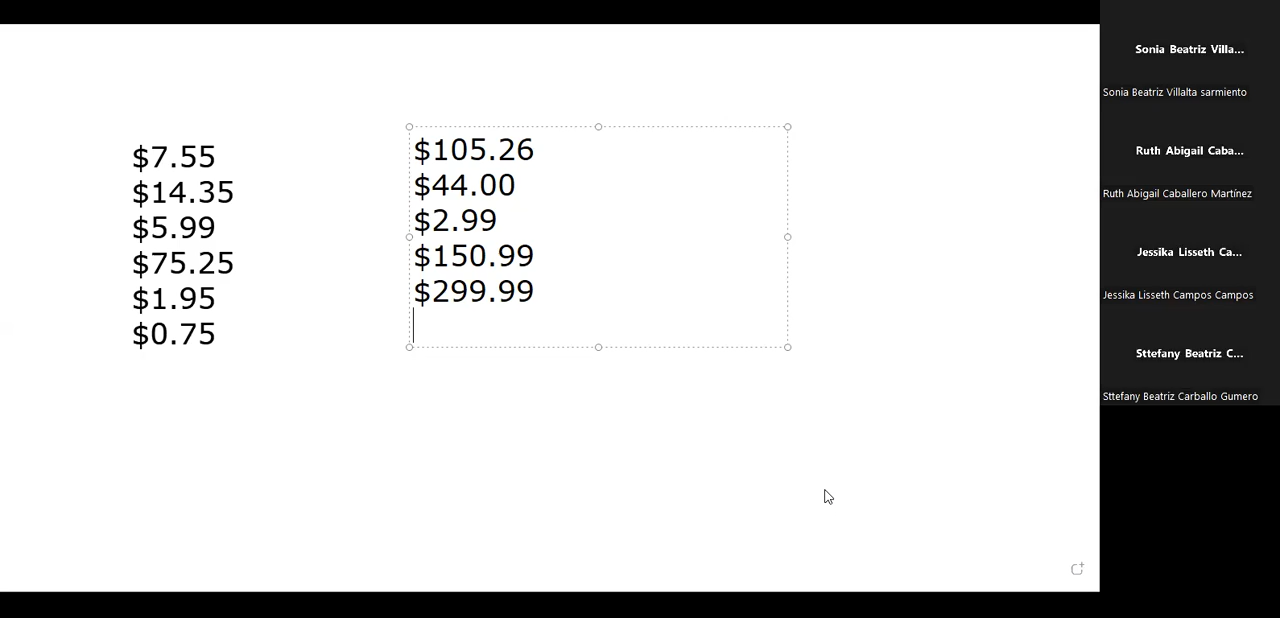 $7.55
$14.35
$5.99
$75.25
$1.95
$0.75
$105.26
$44.00
$2.99
$150.99
$299.99
Sonia Beatriz Villa...
Sonia Beatriz Villalta sarmiento
Ruth Abigail Caba...
Ruth Abigail Caballero Martínez
Jessika Lisseth Ca...
Jessika Lisseth Campos Campos
Sttefany Beatriz C...
Sttefany Beatriz Carballo Gumero